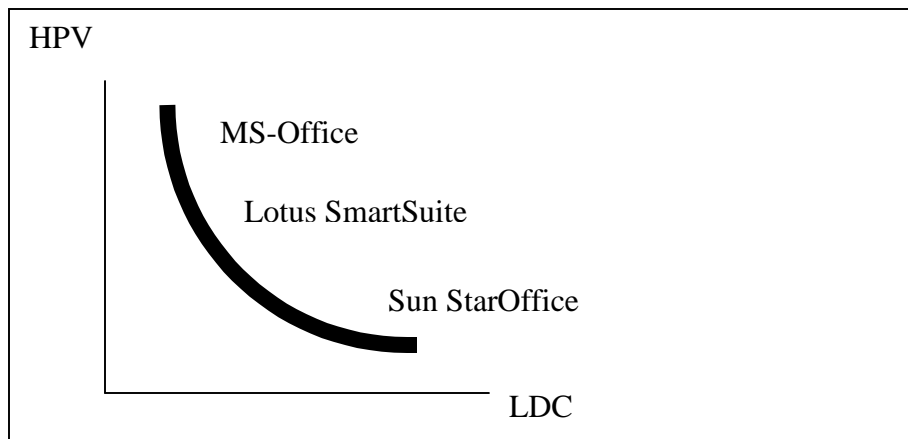 HPV
MS-Office
Lotus SmartSuite
Sun StarOffice
LDC